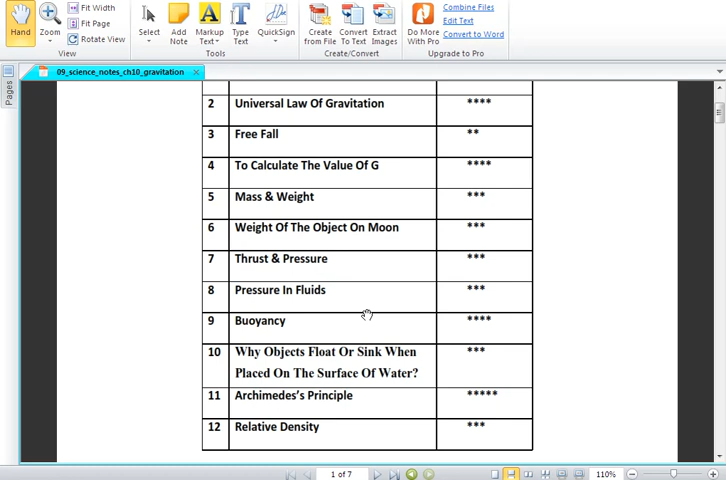 Hand
Zoom
Fit Width
Fit Page
Rotate View
View
Select
Add Note
Markup Text
Type Text
QuickSign
Tools
Create from File
Convert To Text
Extract Images
Create/Convert
Do More With Pro
Combine Files
Edit Text
Convert to Word
Upgrade to Pro
09_science_notes_ch10_gravitation
Pages
2 Universal Law Of Gravitation ****
3 Free Fall **
4 To Calculate The Value Of G ****
5 Mass & Weight ***
6 Weight Of The Object On Moon ***
7 Thrust & Pressure ***
8 Pressure In Fluids ***
9 Buoyancy ****
10 Why Objects Float Or Sink When ***
Placed On The Surface Of Water?
11 Archimedes's Principle *****
12 Relative Density ***
1 of 7
110%